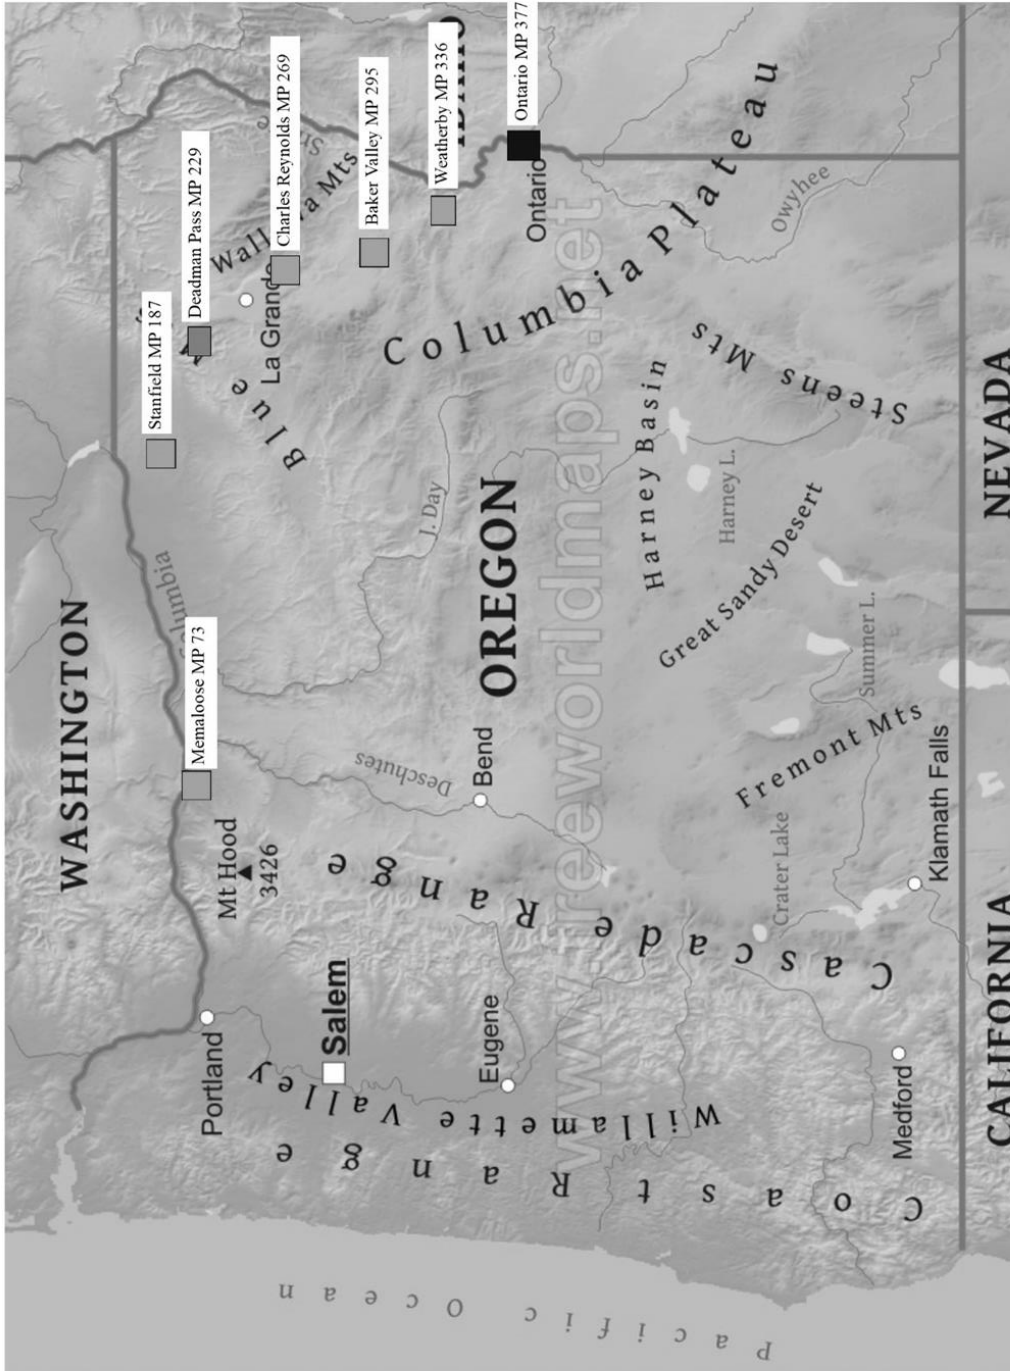 WASHINGTON
Columbia
Memaloose MP 73
Stanfield MP 187
Deadman Pass MP 229
Charles Reynolds MP 269
Baker Valley MP 295
Weatherby MP 336
Ontario MP 377
Portland
Mt Hood
3426
La Grande
Blue
Ontario
Salem
Bend
Eugene
Deschutes
J. Day
OREGON
Columbia Plateau
Owyhee
Harney Basin
Harney L.
Steens Mts
Great Sandy Desert
Summer L.
Fremont Mts
Crater Lake
Klamath Falls
Medford
Cascade Range
Willamette Valley
Coast Range
Pacific Ocean
CALIFORNIA
NEVADA
www.freeworldmaps.net